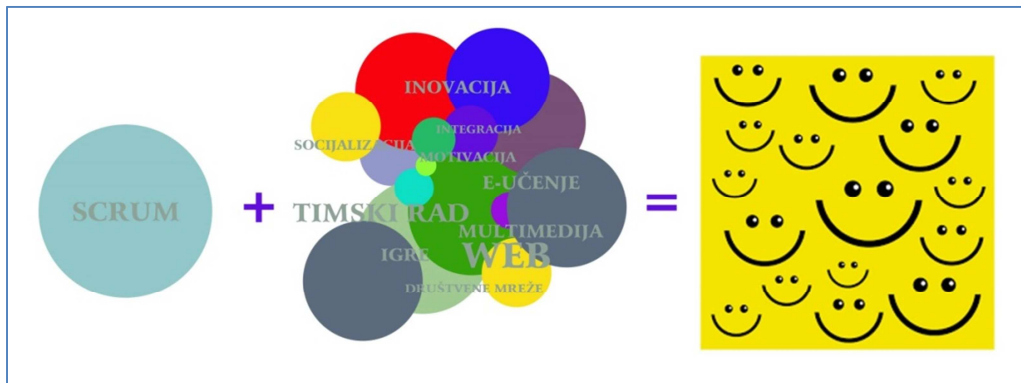 SCRUM
+
INOVACIJA
INTEGRACIJA
SOCIJALIZACIJA
MOTIVACIJA
E-UČENJE
TIMSKI RAD
MULTIMEDIJA
IGRE
WEB
DRUŠTVENE MREŽE
=